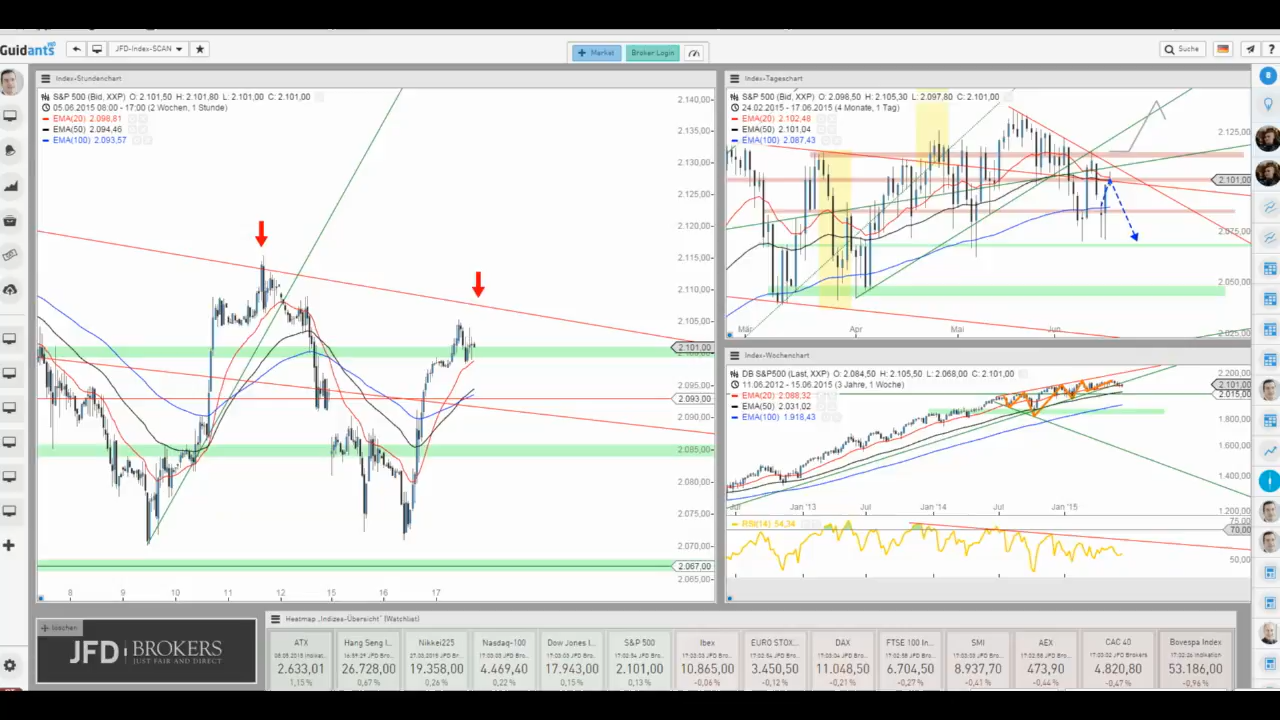 Guidants
JFD-Index-SCAN
Market
Broker Login
Suche
?
Index-Stundenchart
S&P 500 (Bid, XXP) O: 2.101,50 H: 2.101,80 L: 2.101,00 C: 2.101,00
05.06.2015 08:00 - 17:00 (2 Wochen, 1 Stunde)
EMA(20) 2.098,81
EMA(50) 2.094,46
EMA(100) 2.093,57
2.140,00
2.135,00
2.130,00
2.125,00
2.120,00
2.115,00
2.110,00
2.105,00
2.101,00
2.095,00
2.093,00
2.090,00
2.085,00
2.080,00
2.075,00
2.070,00
2.067,00
2.065,00
8 9 10 11 12 15 16 17
Index-Tageschart
S&P 500 (Bid, XXP) O: 2.098,50 H: 2.105,30 L: 2.097,80 C: 2.101,00
24.02.2015 - 17.06.2015 (4 Monate, 1 Tag)
EMA(20) 2.102,48
EMA(50) 2.101,04
EMA(100) 2.087,43
2.125,00
2.101,00
2.075,00
2.050,00
2.025,00
Mär Apr Mai Jun
Index-Wochenchart
DB S&P500 (Last, XXP) O: 2.084,50 H: 2.105,50 L: 2.068,00 C: 2.101,00
11.06.2012 - 15.06.2015 (3 Jahre, 1 Woche)
EMA(20) 2.088,32
EMA(50) 2.031,02
EMA(100) 1.918,43
2.200,00
2.101,00
2.015,00
1.800,00
1.600,00
1.400,00
1.200,00
Jul Jan '13 Jul Jan '14 Jul Jan '15
RSI(14) 54,34
75,00
70,00
50,00
löschen
JFD BROKERS
JUST FAIR AND DIRECT
Heatmap „Indizes-Übersicht" (Watchlist)
ATX Hang Seng I... Nikkei225 Nasdaq-100 Dow Jones I... S&P 500 Ibex EURO STOX... DAX FTSE 100 In... SMI AEX CAC 40 Bovespa Index
2.633,01 26.728,00 19.358,00 4.469,40 17.943,00 2.101,00 10.865,00 3.450,50 11.048,50 6.704,50 8.937,70 473,90 4.820,80 53.186,00
1,15 % 0,67 % 0,26 % 0,22 % 0,15 % 0,13 % -0,06 % -0,12 % -0,21 % -0,27 % -0,41 % -0,44 % -0,47 % -0,96 %